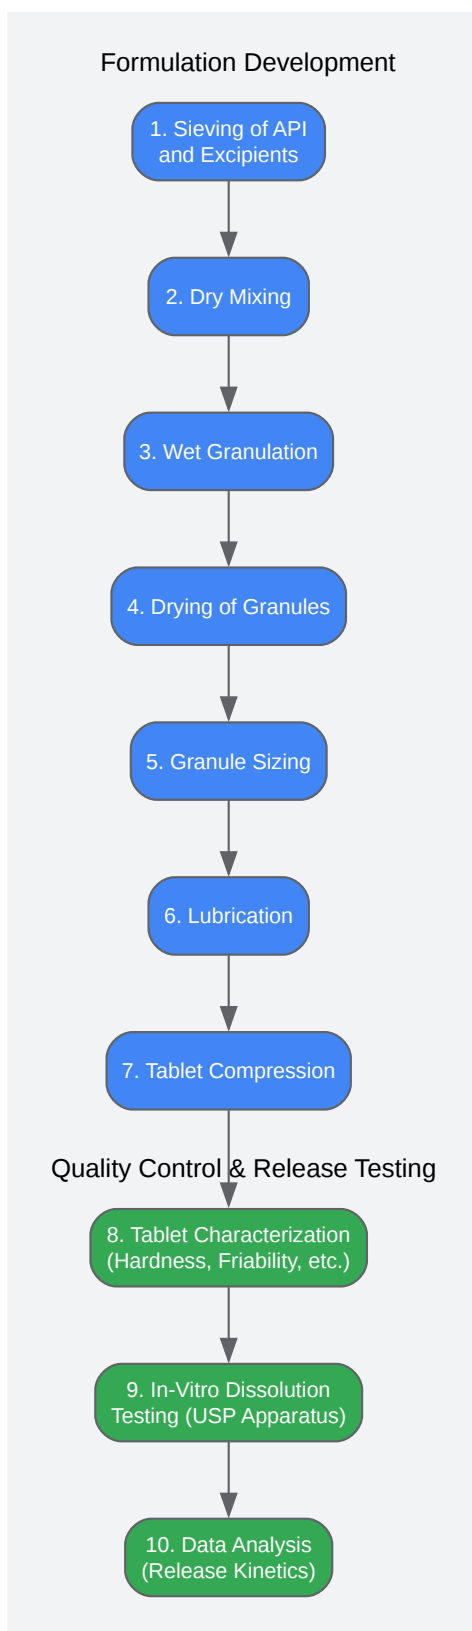 Formulation Development
1. Sieving of API
and Excipients
2. Dry Mixing
3. Wet Granulation
4. Drying of Granules
5. Granule Sizing
6. Lubrication
7. Tablet Compression
Quality Control & Release Testing
8. Tablet Characterization
(Hardness, Friability, etc.)
9. In-Vitro Dissolution
Testing (USP Apparatus)
10. Data Analysis
(Release Kinetics)